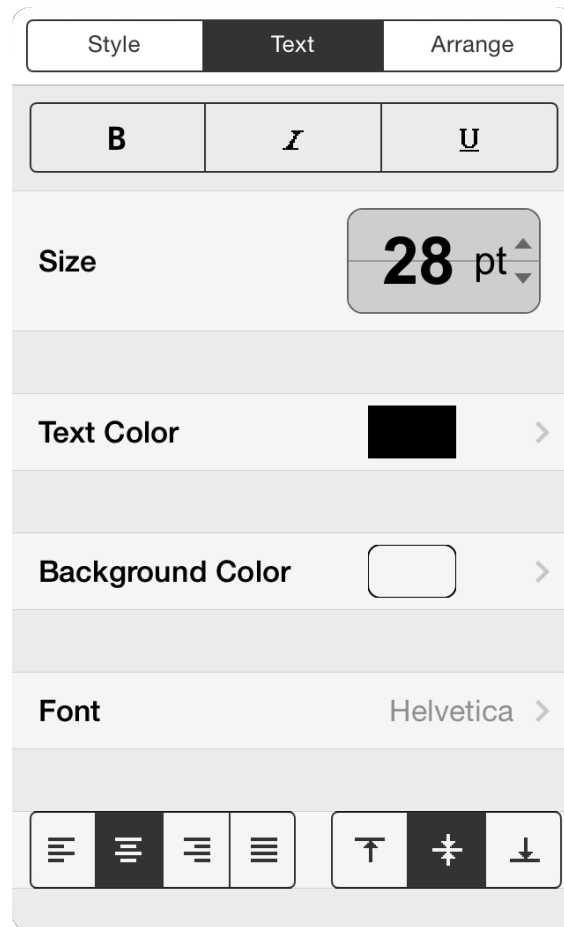 Style Text Arrange
B I U
Size 28 pt
Text Color
Background Color
Font Helvetica